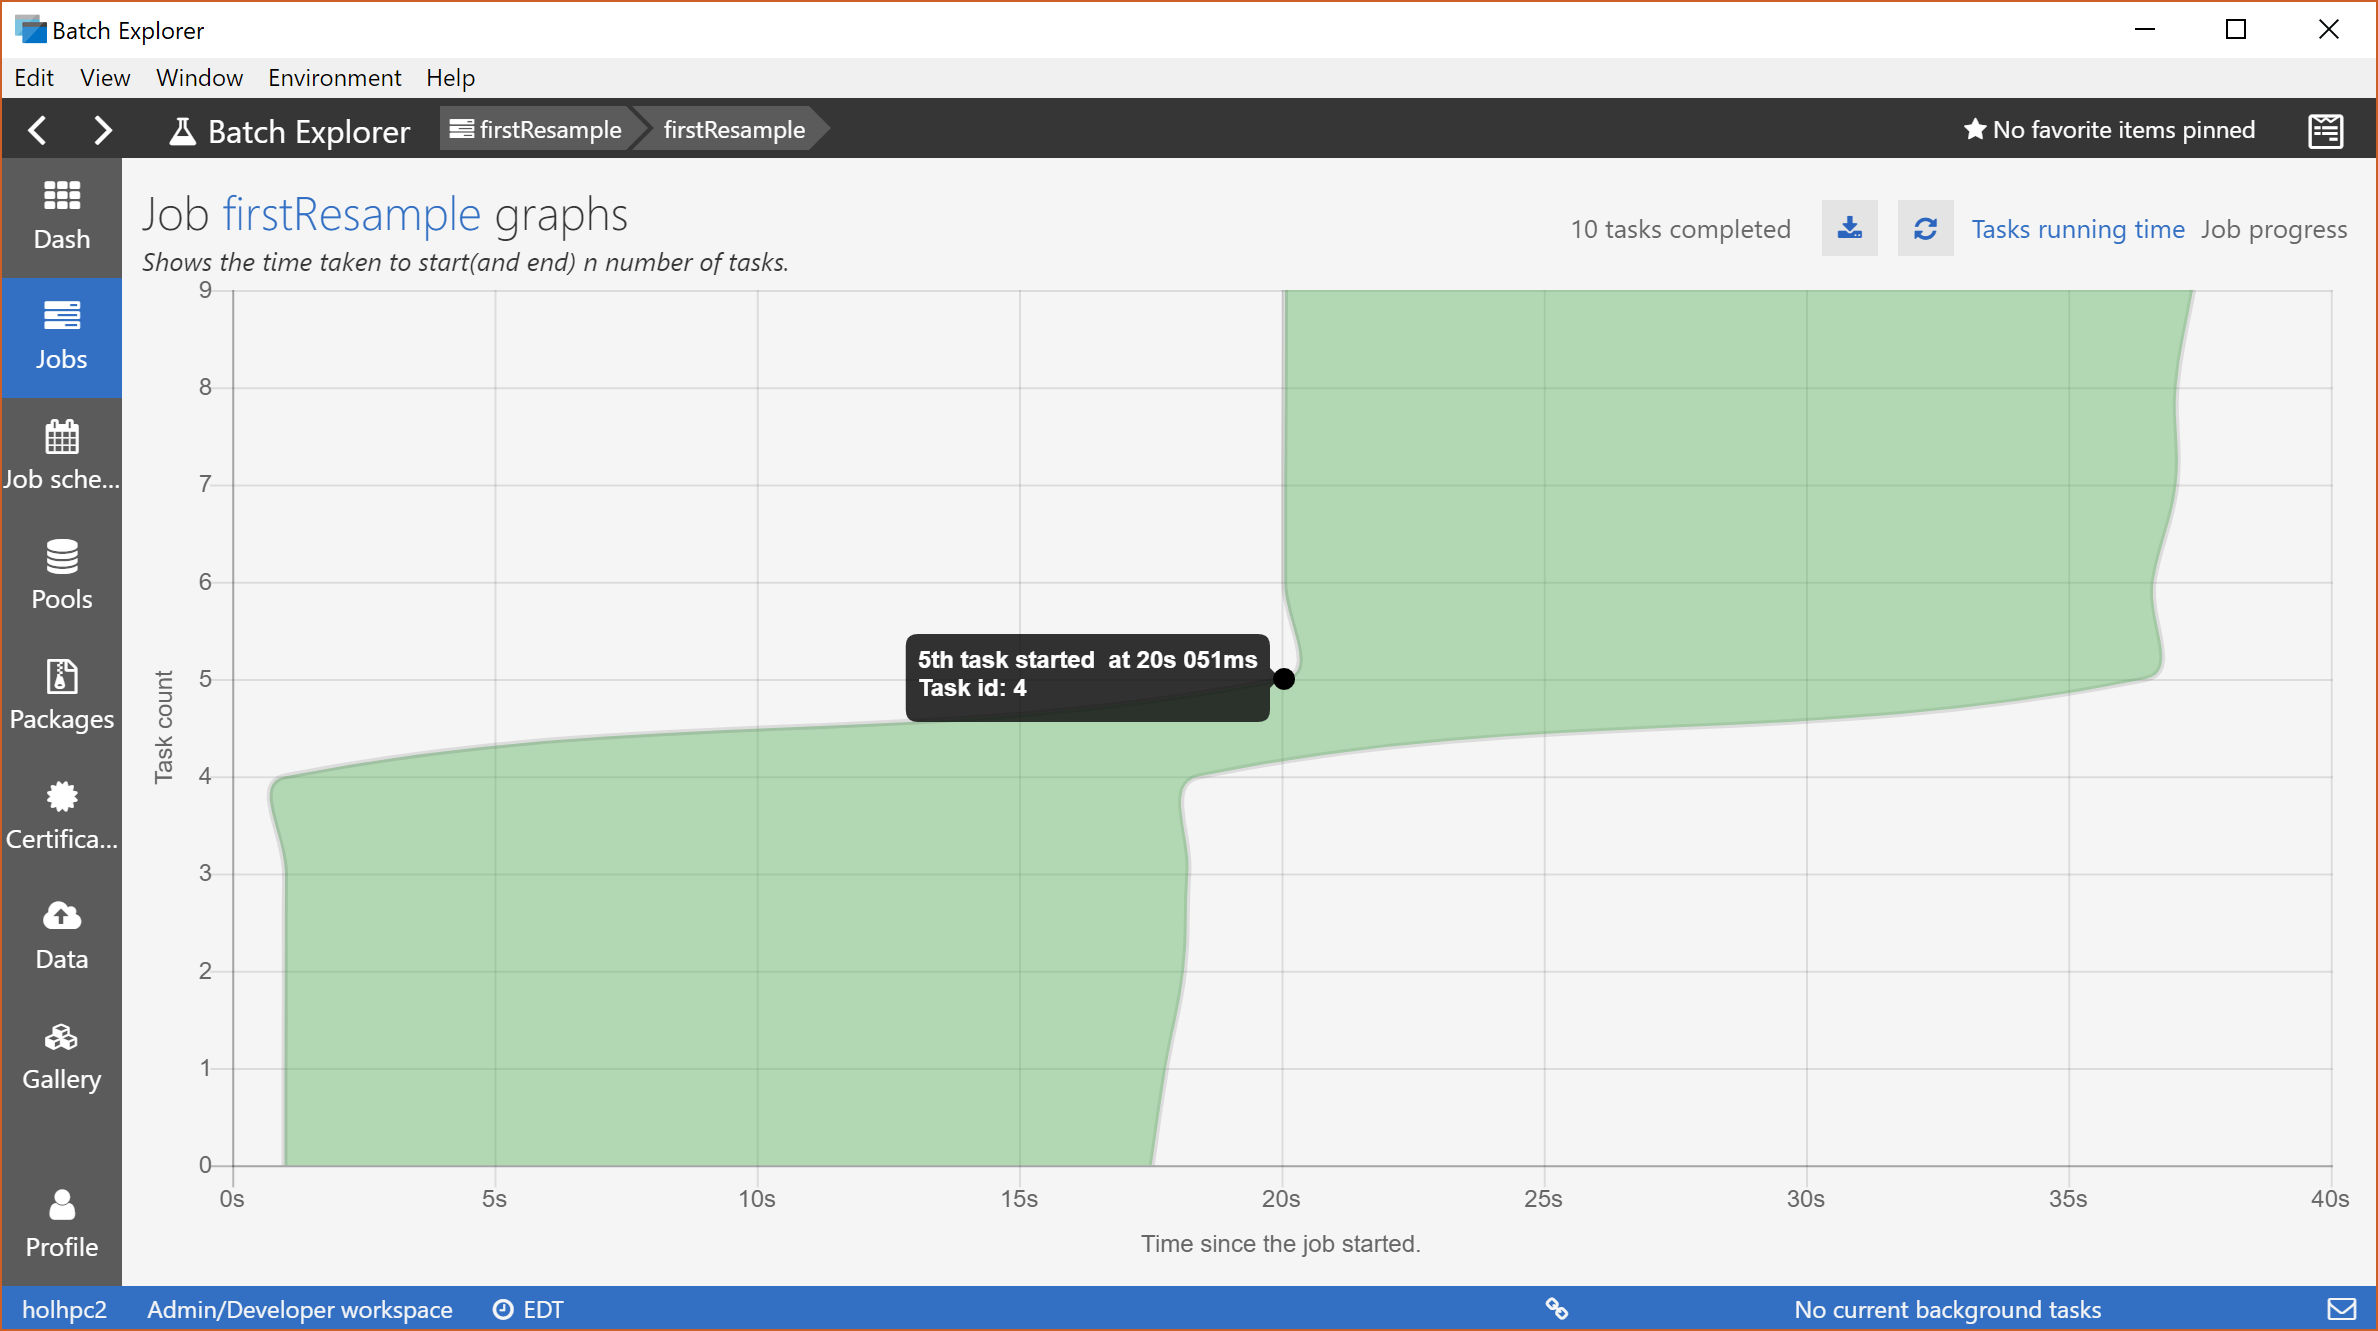 Batch Explorer
Edit View Window Environment Help
Batch Explorer firstResample firstResample No favorite items pinned
Dash
Jobs
Job sche...
Pools
Packages
Certifica...
Data
Gallery
Profile
Job firstResample graphs
Shows the time taken to start(and end) n number of tasks.
10 tasks completed Tasks running time Job progress
9
8
7
6
5
4
3
2
1
0
Task count
5th task started at 20s 051ms
Task id: 4
0s 5s 10s 15s 20s 25s 30s 35s 40s
Time since the job started.
holhpc2 Admin/Developer workspace EDT No current background tasks